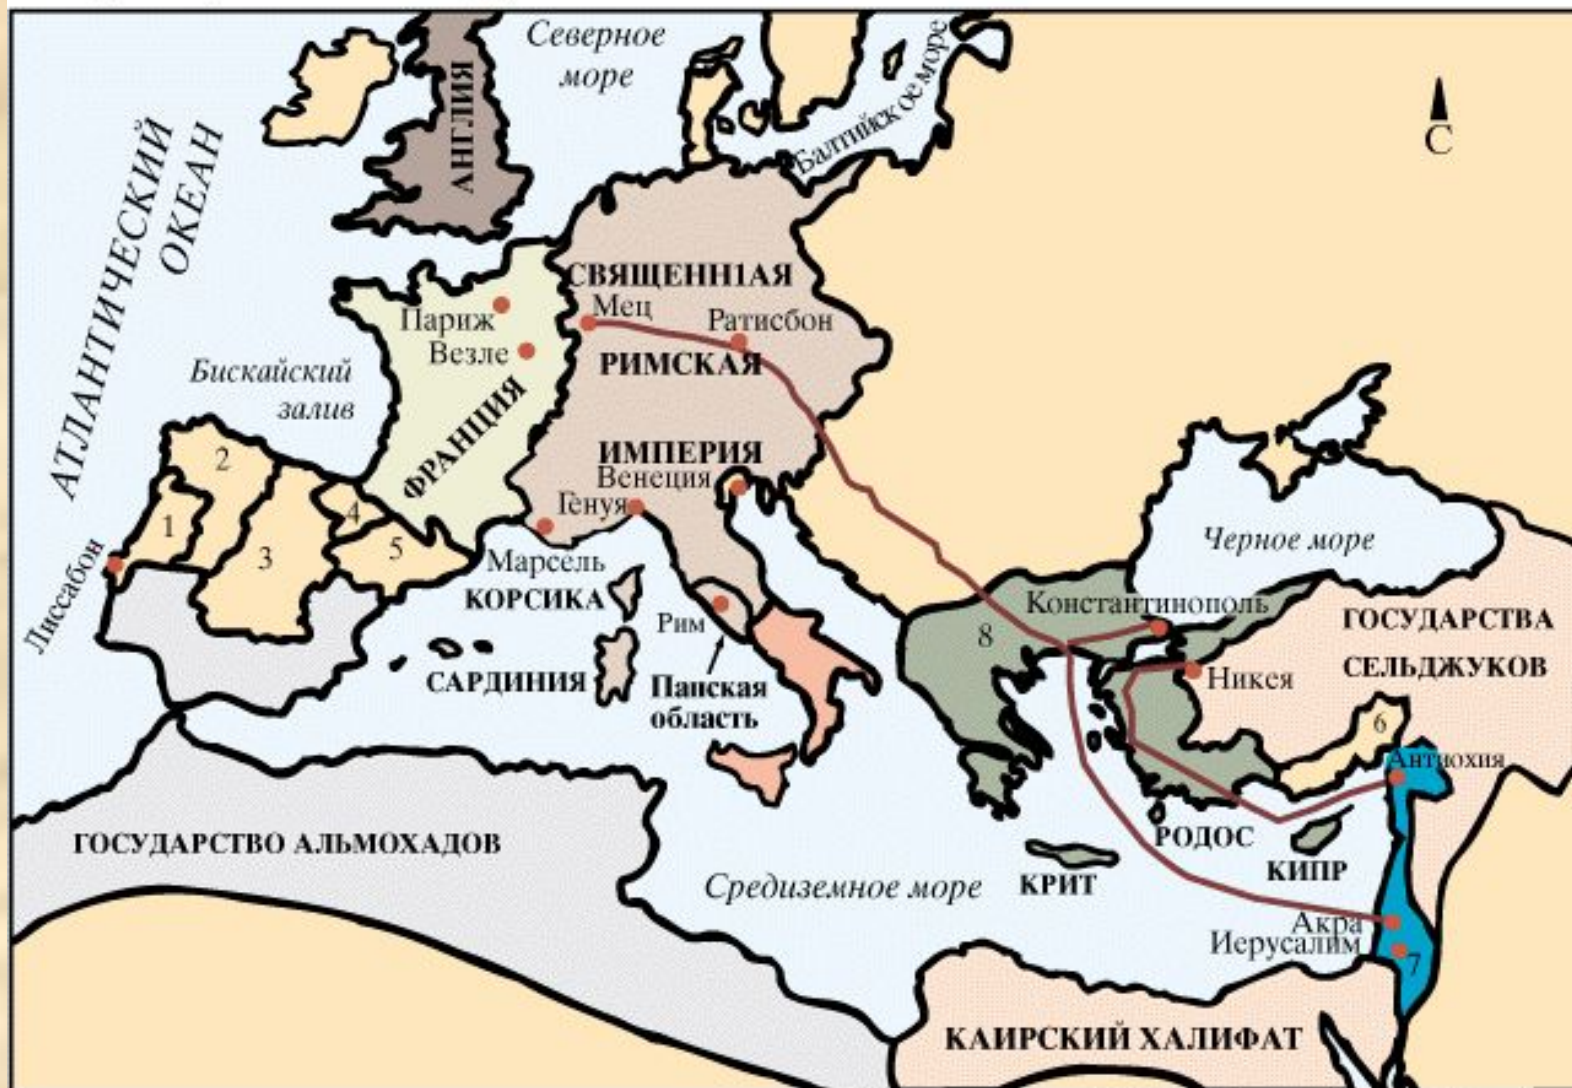 Северное
море
Балтийское море
АНГЛИЯ
С
АТЛАНТИЧЕСКИЙ
ОКЕАН
СВЯЩЕНН1АЯ
Мец
Париж
Ратисбон
Везле
РИМСКАЯ
Бискайский
залив
ФРАНЦИЯ
ИМПЕРИЯ
Венеция
2
Генуя
4
1
3
5
Марсель
Черное море
Лиссабон
КОРСИКА
Константинополь
Рим
8
ГОСУДАРСТВА
СЕЛЬДЖУКОВ
САРДИНИЯ
Папская
область
Никея
6
Антиохия
ГОСУДАРСТВО АЛЬМОХАДОВ
РОДОС
КИПР
КРИТ
Средиземное море
Акра
Иерусалим
7
КАИРСКИЙ ХАЛИФАТ